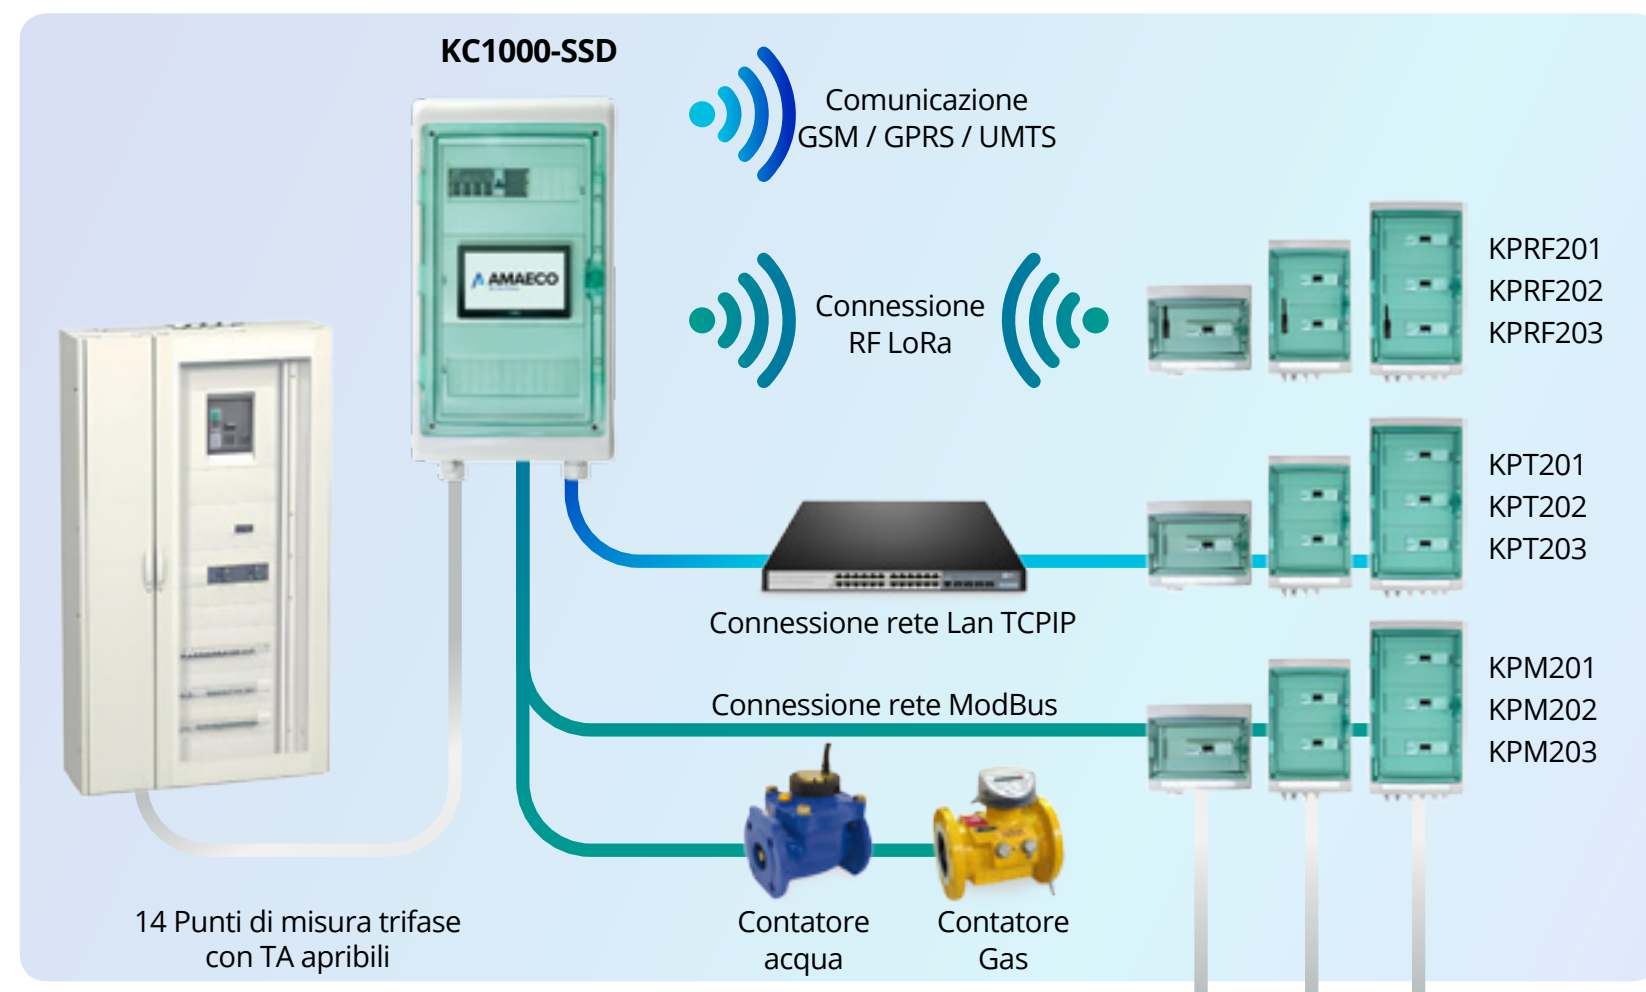 KC1000-SSD
Comunicazione
GSM / GPRS / UMTS
AMAECO
Connessione
RF LoRa
KPRF201
KPRF202
KPRF203
KPT201
KPT202
KPT203
Connessione rete Lan TCPIP
Connessione rete ModBus
KPM201
KPM202
KPM203
14 Punti di misura trifase
con TA apribili
Contatore
acqua
Contatore
Gas